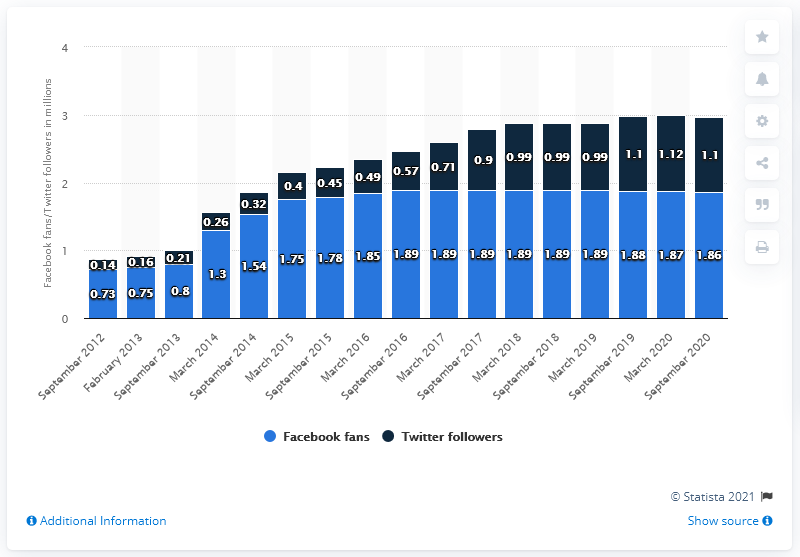 4
3
2
1
0
Facebook fans/Twitter followers in millions
0.14 0.16 0.21 0.26 0.32 0.4 0.45 0.49 0.57 0.71 0.9 0.99 0.99 0.99 1.1 1.12 1.1
0.73 0.75 0.8 1.3 1.54 1.75 1.78 1.85 1.89 1.89 1.89 1.89 1.89 1.89 1.88 1.87 1.86
September 2012
February 2013
September 2013
March 2014
September 2014
March 2015
September 2015
March 2016
September 2016
March 2017
September 2017
March 2018
September 2018
March 2019
September 2019
March 2020
September 2020
Facebook fans Twitter followers
© Statista 2021
Additional Information Show source